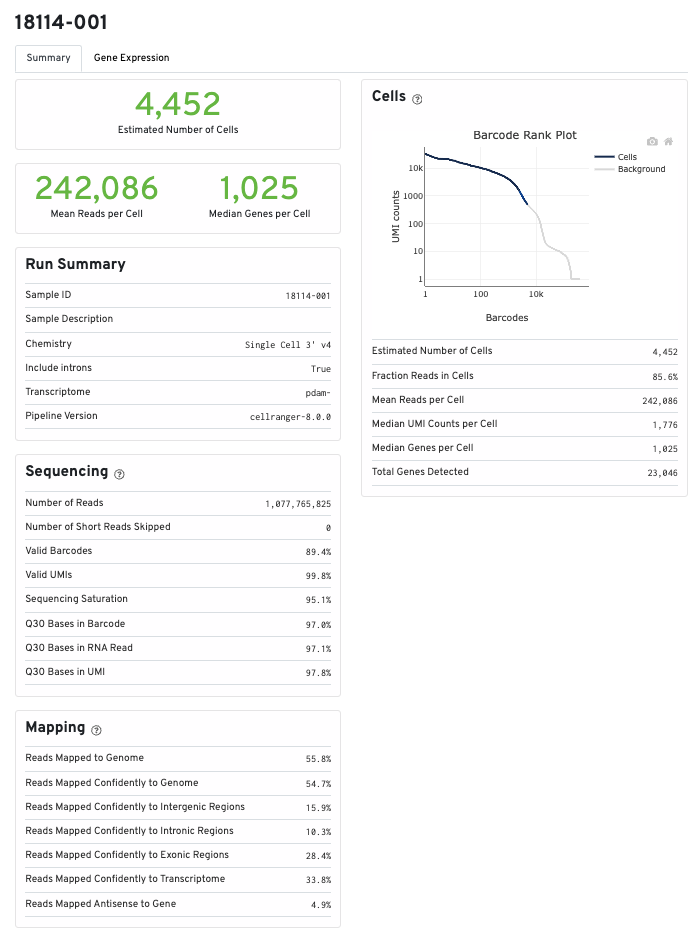 18114-001
Summary
Gene Expression
4,452
Estimated Number of Cells
242,086
Mean Reads per Cell
1,025
Median Genes per Cell
Run Summary
Sample ID 18114-001
Sample Description
Chemistry Single Cell 3' v4
Include introns True
Transcriptome pdam-
Pipeline Version cellranger-8.0.0
Sequencing ?
Number of Reads 1,077,765,825
Number of Short Reads Skipped 0
Valid Barcodes 89.4%
Valid UMIs 99.8%
Sequencing Saturation 95.1%
Q30 Bases in Barcode 97.0%
Q30 Bases in RNA Read 97.1%
Q30 Bases in UMI 97.8%
Mapping ?
Reads Mapped to Genome 55.8%
Reads Mapped Confidently to Genome 54.7%
Reads Mapped Confidently to Intergenic Regions 15.9%
Reads Mapped Confidently to Intronic Regions 10.3%
Reads Mapped Confidently to Exonic Regions 28.4%
Reads Mapped Confidently to Transcriptome 33.8%
Reads Mapped Antisense to Gene 4.9%
Cells ?
Barcode Rank Plot
Cells
Background
UMI counts
10k
1000
100
10
1
1 100 10k
Barcodes
Estimated Number of Cells 4,452
Fraction Reads in Cells 85.6%
Mean Reads per Cell 242,086
Median UMI Counts per Cell 1,776
Median Genes per Cell 1,025
Total Genes Detected 23,046